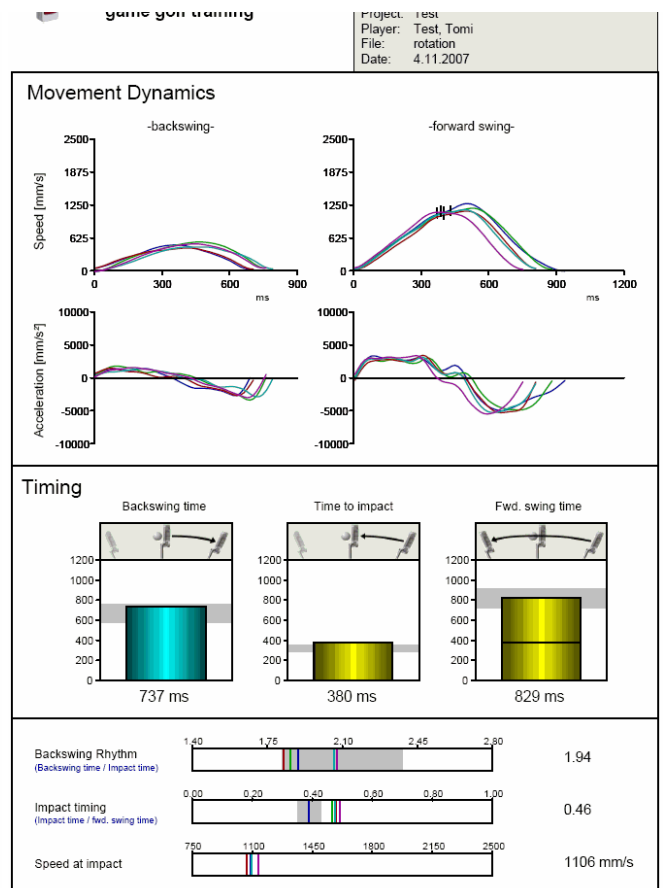 game golf training
Project: Test
Player: Test, Tomi
File: rotation
Date: 4.11.2007
Movement Dynamics
-backswing-
-forward swing-
Speed [mm/s]
2500
1875
1250
625
0
0 300 600 900
ms
2500
1875
1250
625
0
0 300 600 900 1200
ms
Acceleration [mm/s²]
10000
5000
0
-5000
-10000
10000
5000
0
-5000
-10000
Timing
Backswing time
Time to impact
Fwd. swing time
1200
1000
800
600
400
200
0
1200
1000
800
600
400
200
0
1200
1000
800
600
400
200
0
737 ms
380 ms
829 ms
1,40 1,75 2,10 2,45 2,80
Backswing Rhythm
(Backswing time / Impact time)
1.94
0,00 0,20 0,40 0,60 0,80 1,00
Impact timing
(Impact time / fwd. swing time)
0.46
750 1100 1450 1800 2150 2500
Speed at impact
1106 mm/s